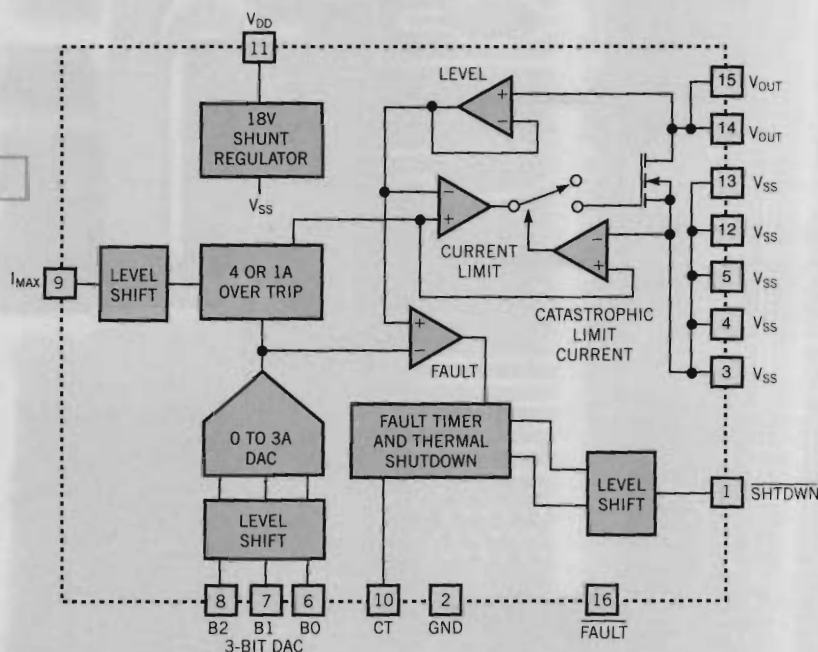 VDD
11
18V
SHUNT
REGULATOR
VSS
LEVEL
+
−
15
VOUT
14
VOUT
13
VSS
12
VSS
5
VSS
4
VSS
3
VSS
−
+
CURRENT
LIMIT
−
+
CATASTROPHIC
LIMIT
CURRENT
IMAX
9
LEVEL
SHIFT
4 OR 1A
OVER TRIP
+
−
FAULT
0 TO 3A
DAC
FAULT TIMER
AND THERMAL
SHUTDOWN
LEVEL
SHIFT
1
SHTDWN
LEVEL
SHIFT
8
7
6
10
2
16
B2
B1
B0
CT
GND
FAULT
3-BIT DAC